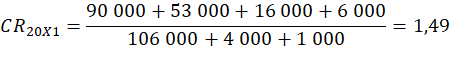 CR₂₀ₓ₁ = (90 000 + 53 000 + 16 000 + 6 000) / (106 000 + 4 000 + 1 000) = 1,49